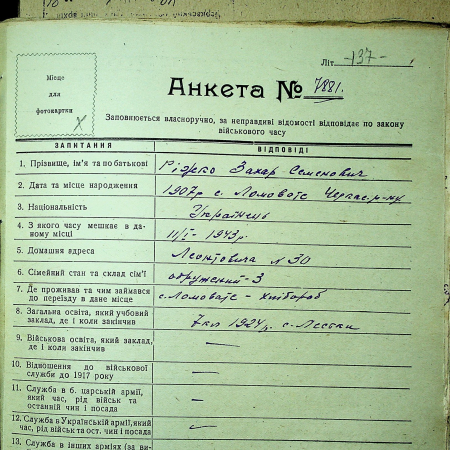 Літ. -137-
Місце
для
фотокартки
Анкета № 7881.
Заповнюється власноручно, за неправдиві відомості відповідає по закону
військового часу
ЗАПИТАННЯ
ВІДПОВІДІ
1. Прізвище, ім'я та по батькові
Захар Семенович
2. Дата та місце народження
1907р с. Ломовате Черкас. р-ну
3. Національність
Українець
4. З якого часу мешкає в да-
ному місці
11/I - 1943р.
5. Домашня адреса
Леонтовича № 30
6. Сімейний стан та склад сім'ї
одружений - 3
7. Де проживав та чим займався
до переїзду в дане місце
с. Ломовате - хлібороб
8. Загальна освіта, який учбовий
заклад, де і коли закінчив
7 кл 1924р. с. Леськи
9. Військова освіта, який заклад,
де і коли закінчив
—
10. Відношення до військової
служби до 1917 року
—
11. Служба в б. царській армії,
який час, рід військ та
останній чин і посада
—
12. Служба в Українській армії, який
час, рід військ та ост. чин і посада
—
13. Служба в інших арміях (за ви-